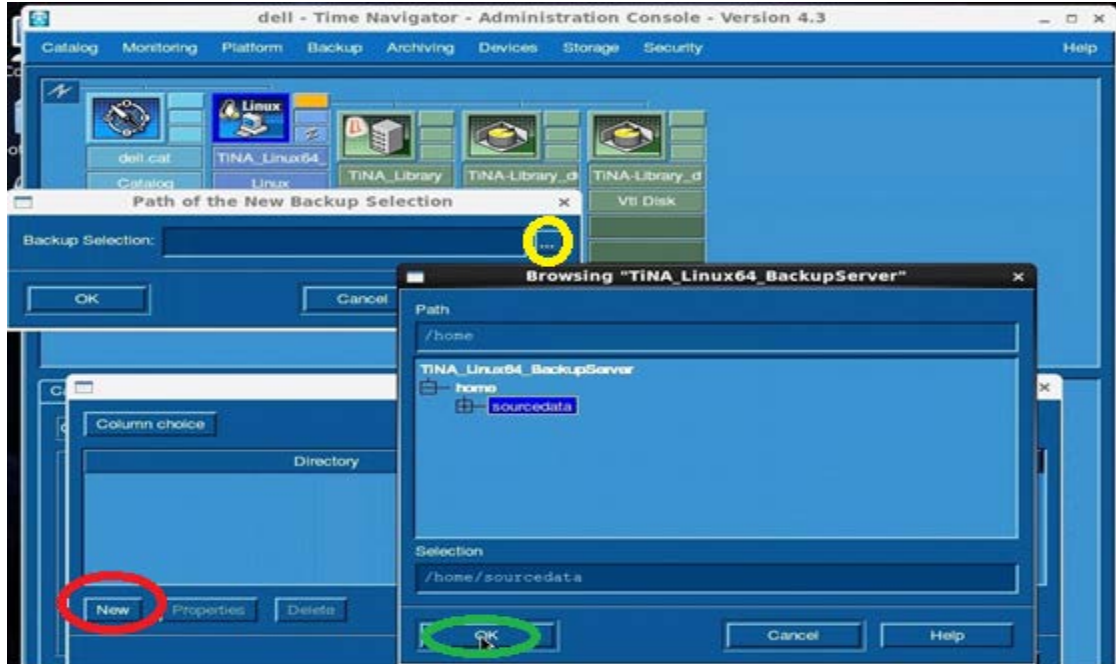 dell - Time Navigator - Administration Console - Version 4.3
Catalog Monitoring Platform Backup Archiving Devices Storage Security Help
Linux
dell.cat TiNA_Linux64_ TiNA_Library TiNA-Library_d TiNA-Library_d
Catalog Linux Vtl Disk
Path of the New Backup Selection
Backup Selection: ...
OK Cancel
Browsing "TiNA_Linux64_BackupServer"
Path
/home
TiNA_Linux64_BackupServer
home
sourcedata
Column choice
Directory
Selection
/home/sourcedata
New Properties Delete
OK Cancel Help